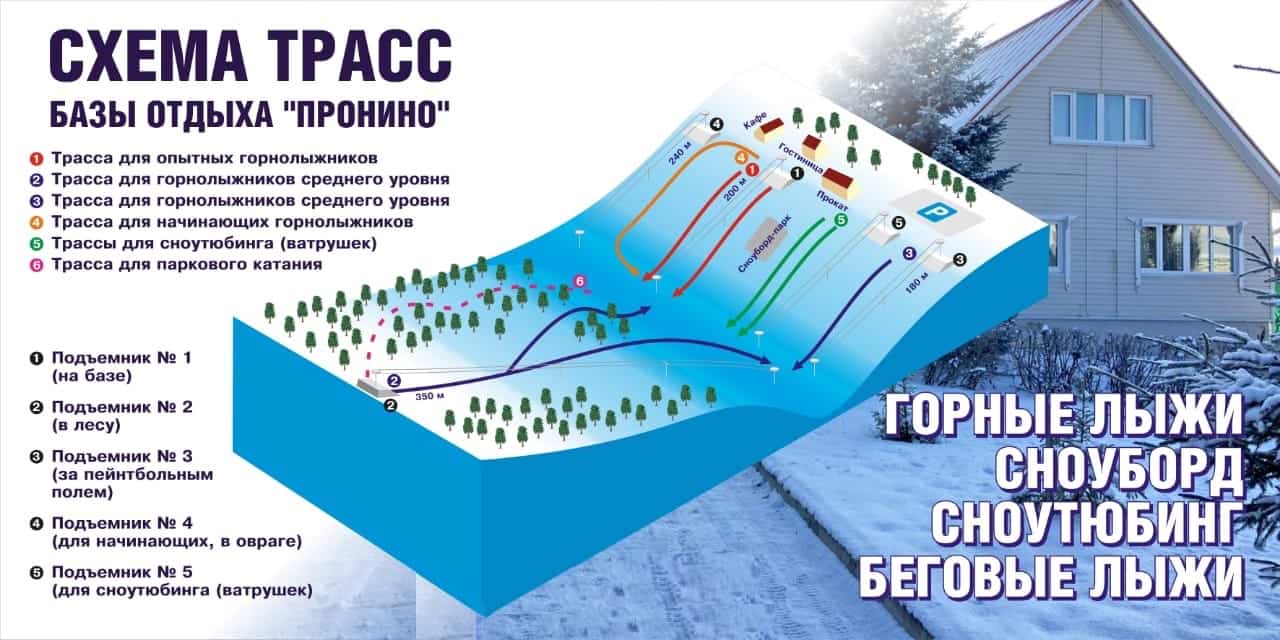 СХЕМА ТРАСС
БАЗЫ ОТДЫХА "ПРОНИНО"
1 Трасса для опытных горнолыжников
2 Трасса для горнолыжников среднего уровня
3 Трасса для горнолыжников среднего уровня
4 Трасса для начинающих горнолыжников
5 Трассы для сноутюбинга (ватрушек)
6 Трасса для паркового катания
1 Подъемник № 1
(на базе)
2 Подъемник № 2
(в лесу)
3 Подъемник № 3
(за пейнтбольным
полем)
4 Подъемник № 4
(для начинающих, в овраге)
5 Подъемник № 5
(для сноутюбинга (ватрушек)
4
Кафе
240 м
4
Гостиница
1
1
200 м
Прокат
5
P
5
Сноуборд-парк
3
3
180 м
6
2
2
350 м
ГОРНЫЕ ЛЫЖИ
СНОУБОРД
СНОУТЮБИНГ
БЕГОВЫЕ ЛЫЖИ